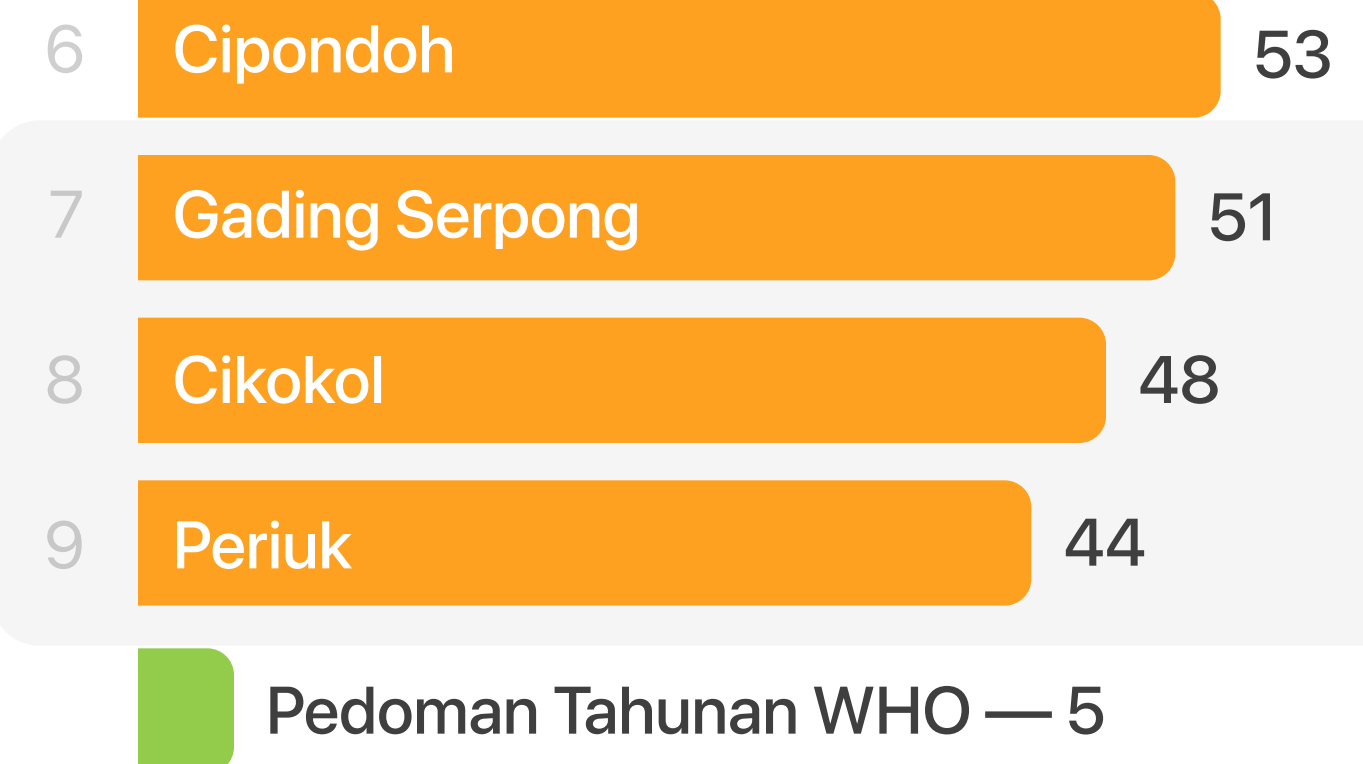 6 Cipondoh 53
7 Gading Serpong 51
8 Cikokol 48
9 Periuk 44
Pedoman Tahunan WHO — 5